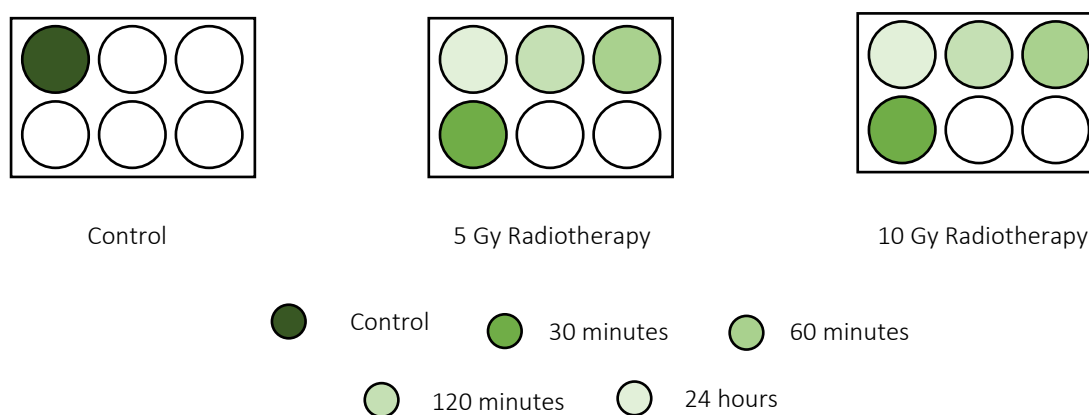 Control
5 Gy Radiotherapy
10 Gy Radiotherapy
Control
30 minutes
60 minutes
120 minutes
24 hours